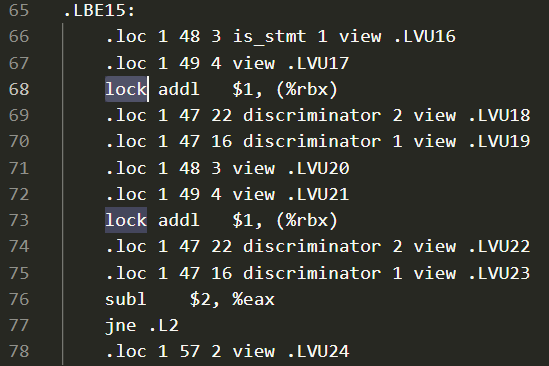 65 .LBE15:
66 .loc 1 48 3 is_stmt 1 view .LVU16
67 .loc 1 49 4 view .LVU17
68 lock addl $1, (%rbx)
69 .loc 1 47 22 discriminator 2 view .LVU18
70 .loc 1 47 16 discriminator 1 view .LVU19
71 .loc 1 48 3 view .LVU20
72 .loc 1 49 4 view .LVU21
73 lock addl $1, (%rbx)
74 .loc 1 47 22 discriminator 2 view .LVU22
75 .loc 1 47 16 discriminator 1 view .LVU23
76 subl $2, %eax
77 jne .L2
78 .loc 1 57 2 view .LVU24